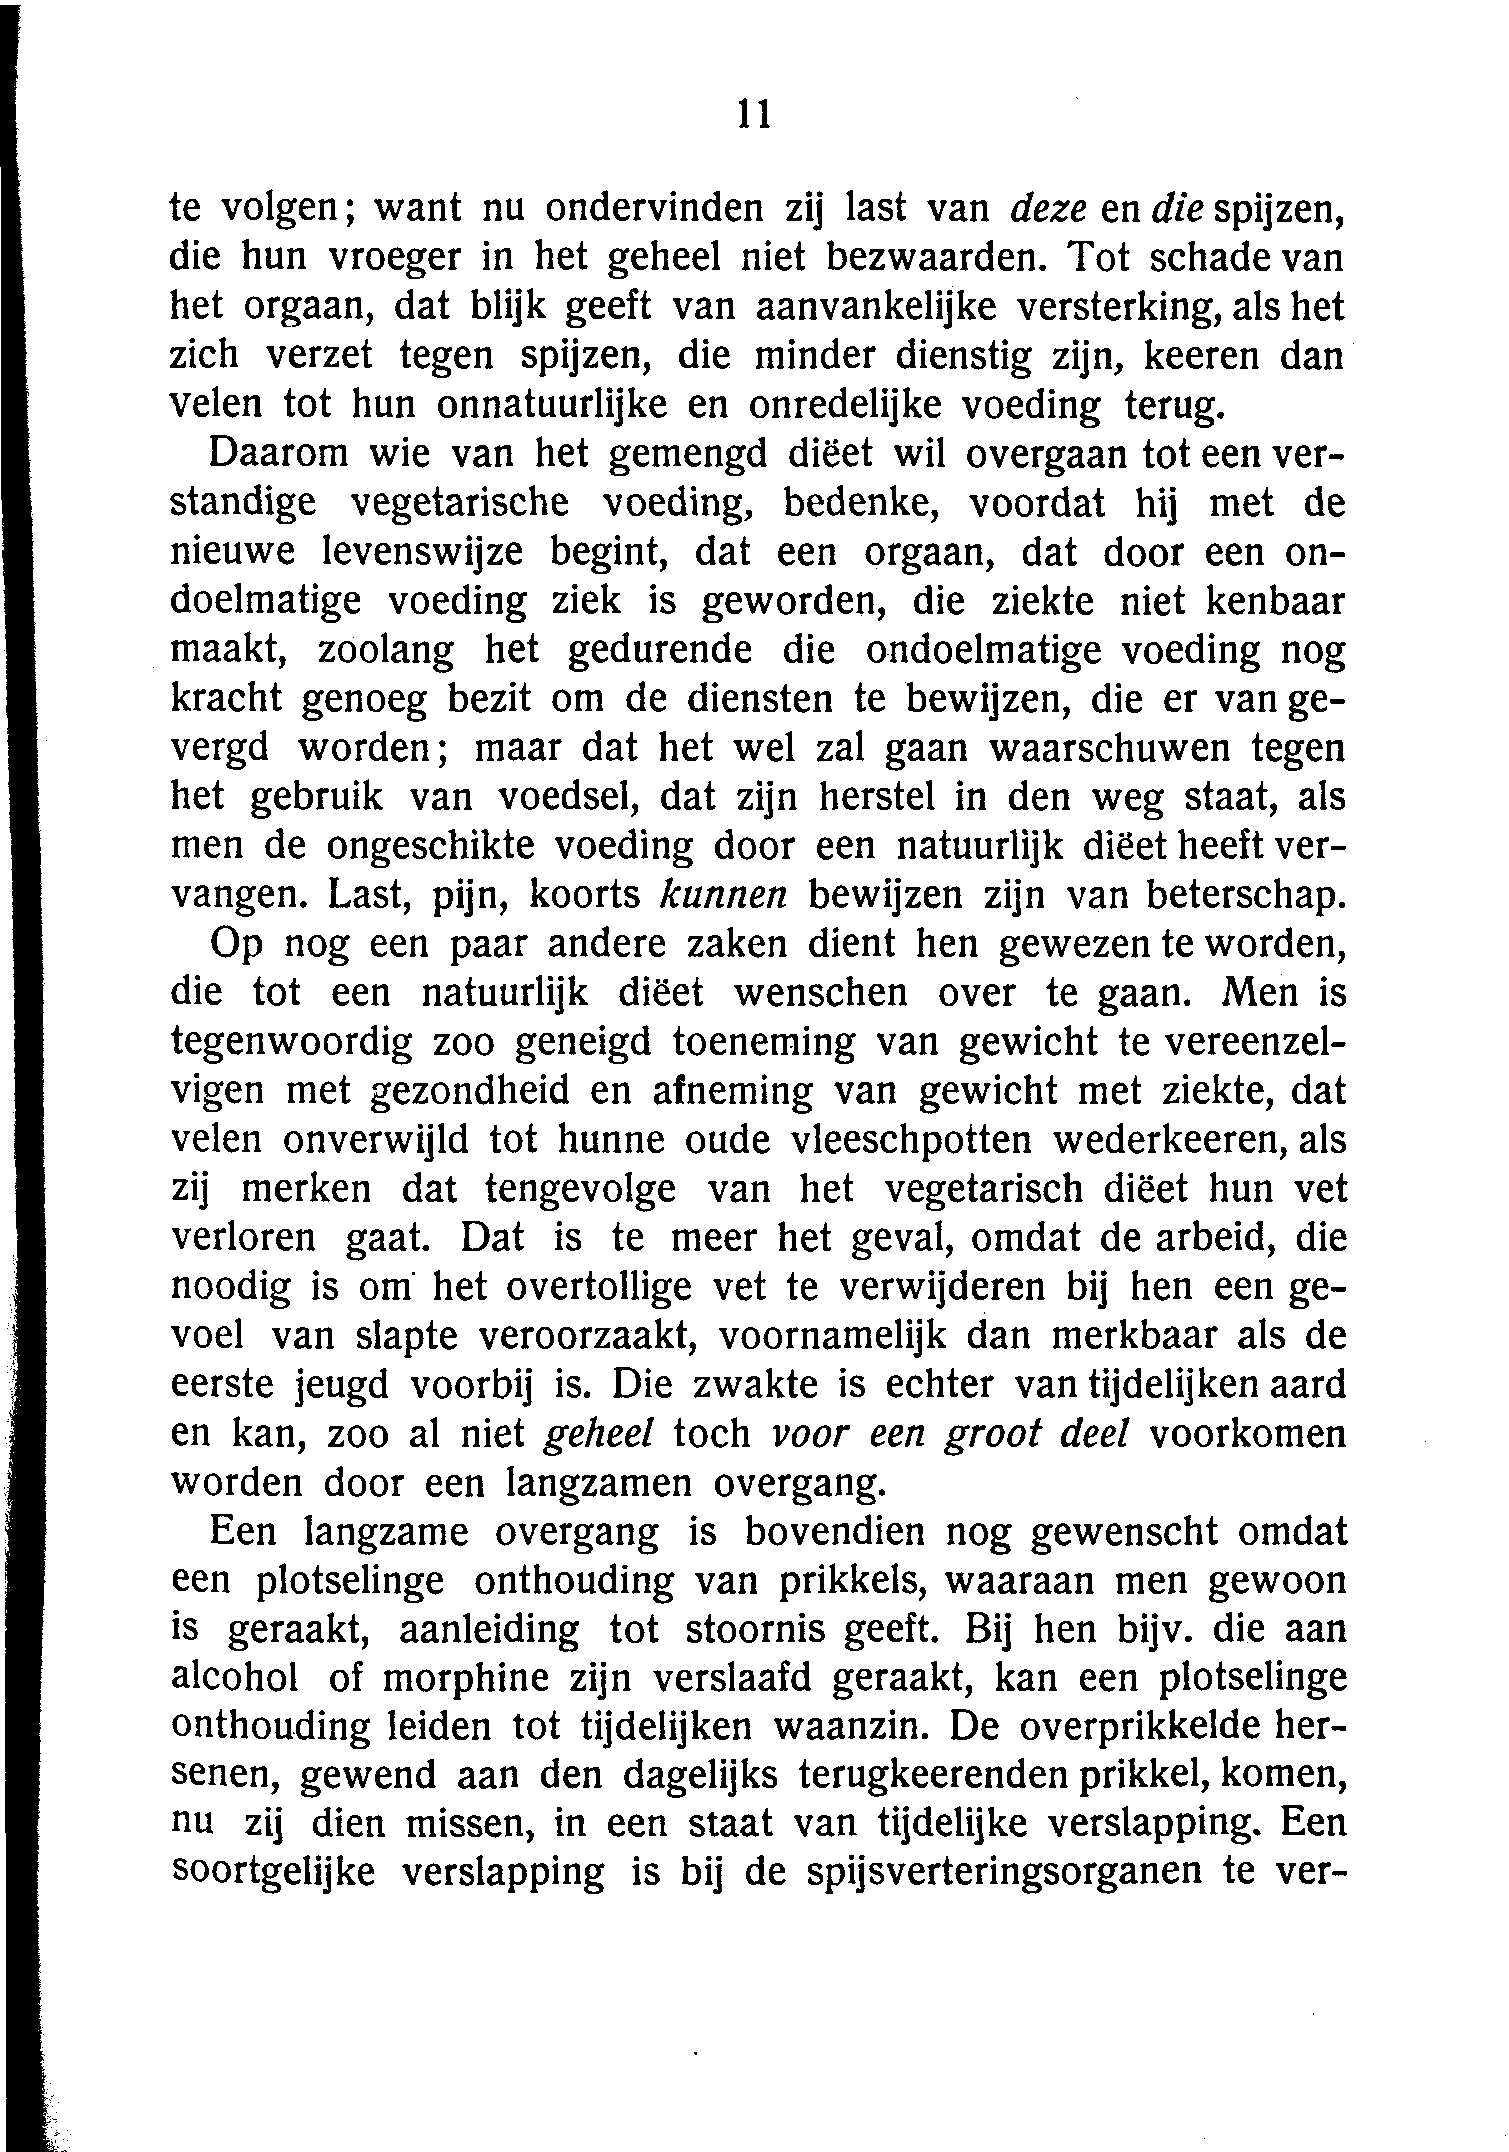 11
te volgen; want nu ondervinden zij last van deze en die spijzen,
die hun vroeger in het geheel niet bezwaarden. Tot schade van
het orgaan, dat blijk geeft van aanvankelijke versterking, als het
zich verzet tegen spijzen, die minder dienstig zijn, keeren dan
velen tot hun onnatuurlijke en onredelijke voeding terug.
Daarom wie van het gemengd diëet wil overgaan tot een ver-
standige vegetarische voeding, bedenke, voordat hij met de
nieuwe levenswijze begint, dat een orgaan, dat door een on-
doelmatige voeding ziek is geworden, die ziekte niet kenbaar
maakt, zoolang het gedurende die ondoelmatige voeding nog
kracht genoeg bezit om de diensten te bewijzen, die er van ge-
vergd worden; maar dat het wel zal gaan waarschuwen tegen
het gebruik van voedsel, dat zijn herstel in den weg staat, als
men de ongeschikte voeding door een natuurlijk diëet heeft ver-
vangen. Last, pijn, koorts kunnen bewijzen zijn van beterschap.
Op nog een paar andere zaken dient hen gewezen te worden,
die tot een natuurlijk diëet wenschen over te gaan. Men is
tegenwoordig zoo geneigd toeneming van gewicht te vereenzel-
vigen met gezondheid en afneming van gewicht met ziekte, dat
velen onverwijld tot hunne oude vleeschpotten wederkeeren, als
zij merken dat tengevolge van het vegetarisch diëet hun vet
verloren gaat. Dat is te meer het geval, omdat de arbeid, die
noodig is om het overtollige vet te verwijderen bij hen een ge-
voel van slapte veroorzaakt, voornamelijk dan merkbaar als de
eerste jeugd voorbij is. Die zwakte is echter van tijdelijken aard
en kan, zoo al niet geheel toch voor een groot deel voorkomen
worden door een langzamen overgang.
Een langzame overgang is bovendien nog gewenscht omdat
een plotselinge onthouding van prikkels, waaraan men gewoon
is geraakt, aanleiding tot stoornis geeft. Bij hen bijv. die aan
alcohol of morphine zijn verslaafd geraakt, kan een plotselinge
onthouding leiden tot tijdelijken waanzin. De overprikkelde her-
senen, gewend aan den dagelijks terugkeerenden prikkel, komen,
nu zij dien missen, in een staat van tijdelijke verslapping. Een
soortgelijke verslapping is bij de spijsverteringsorganen te ver-